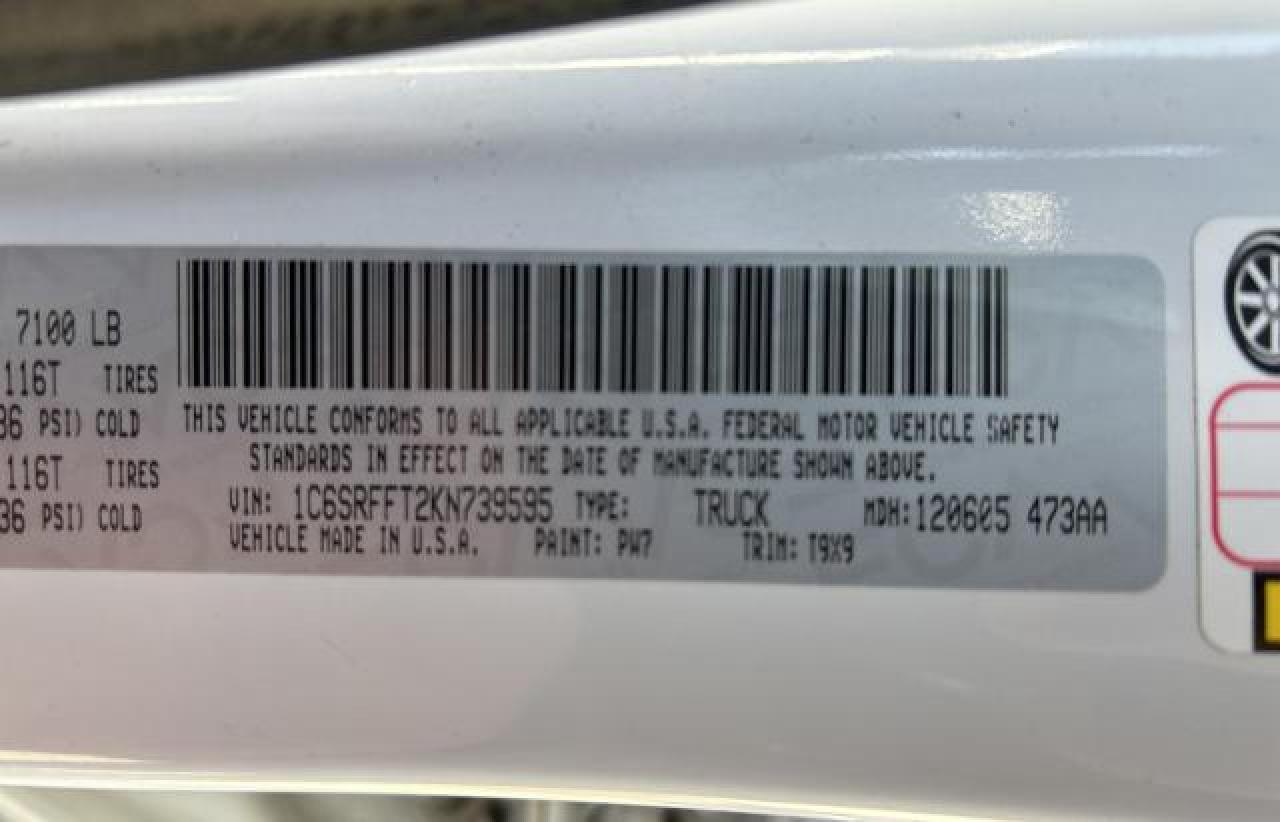 7100 LB
116T TIRES
36 PSI) COLD
116T TIRES
36 PSI) COLD
THIS VEHICLE CONFORMS TO ALL APPLICABLE U.S.A. FEDERAL MOTOR VEHICLE SAFETY
STANDARDS IN EFFECT ON THE DATE OF MANUFACTURE SHOWN ABOVE.
VIN: 1C6SRFFT2KN739595 TYPE: TRUCK MDH: 120605 473AA
VEHICLE MADE IN U.S.A. PAINT: PW7 TRIM: T9X9